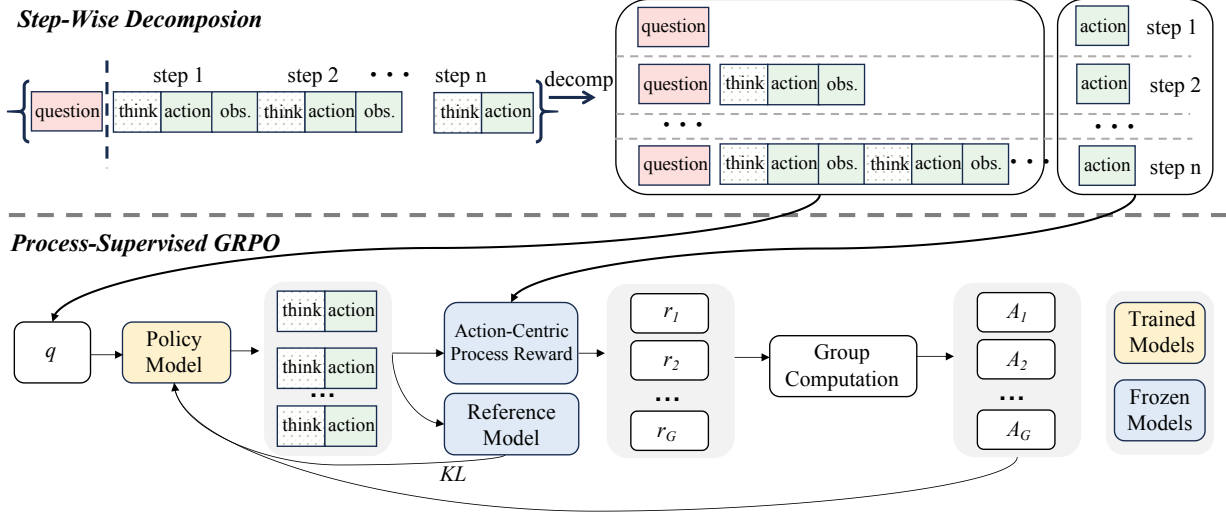 Step-Wise Decomposion
step 1 step 2 ... step n
question think action obs. think action obs. think action
decomp
question
question think action obs.
...
question think action obs. think action obs. ...
action step 1
action step 2
...
action step n
Process-Supervised GRPO
q
Policy
Model
think action
think action
...
think action
Action-Centric
Process Reward
Reference
Model
KL
r1
r2
...
rG
Group
Computation
A1
A2
...
AG
Trained
Models
Frozen
Models